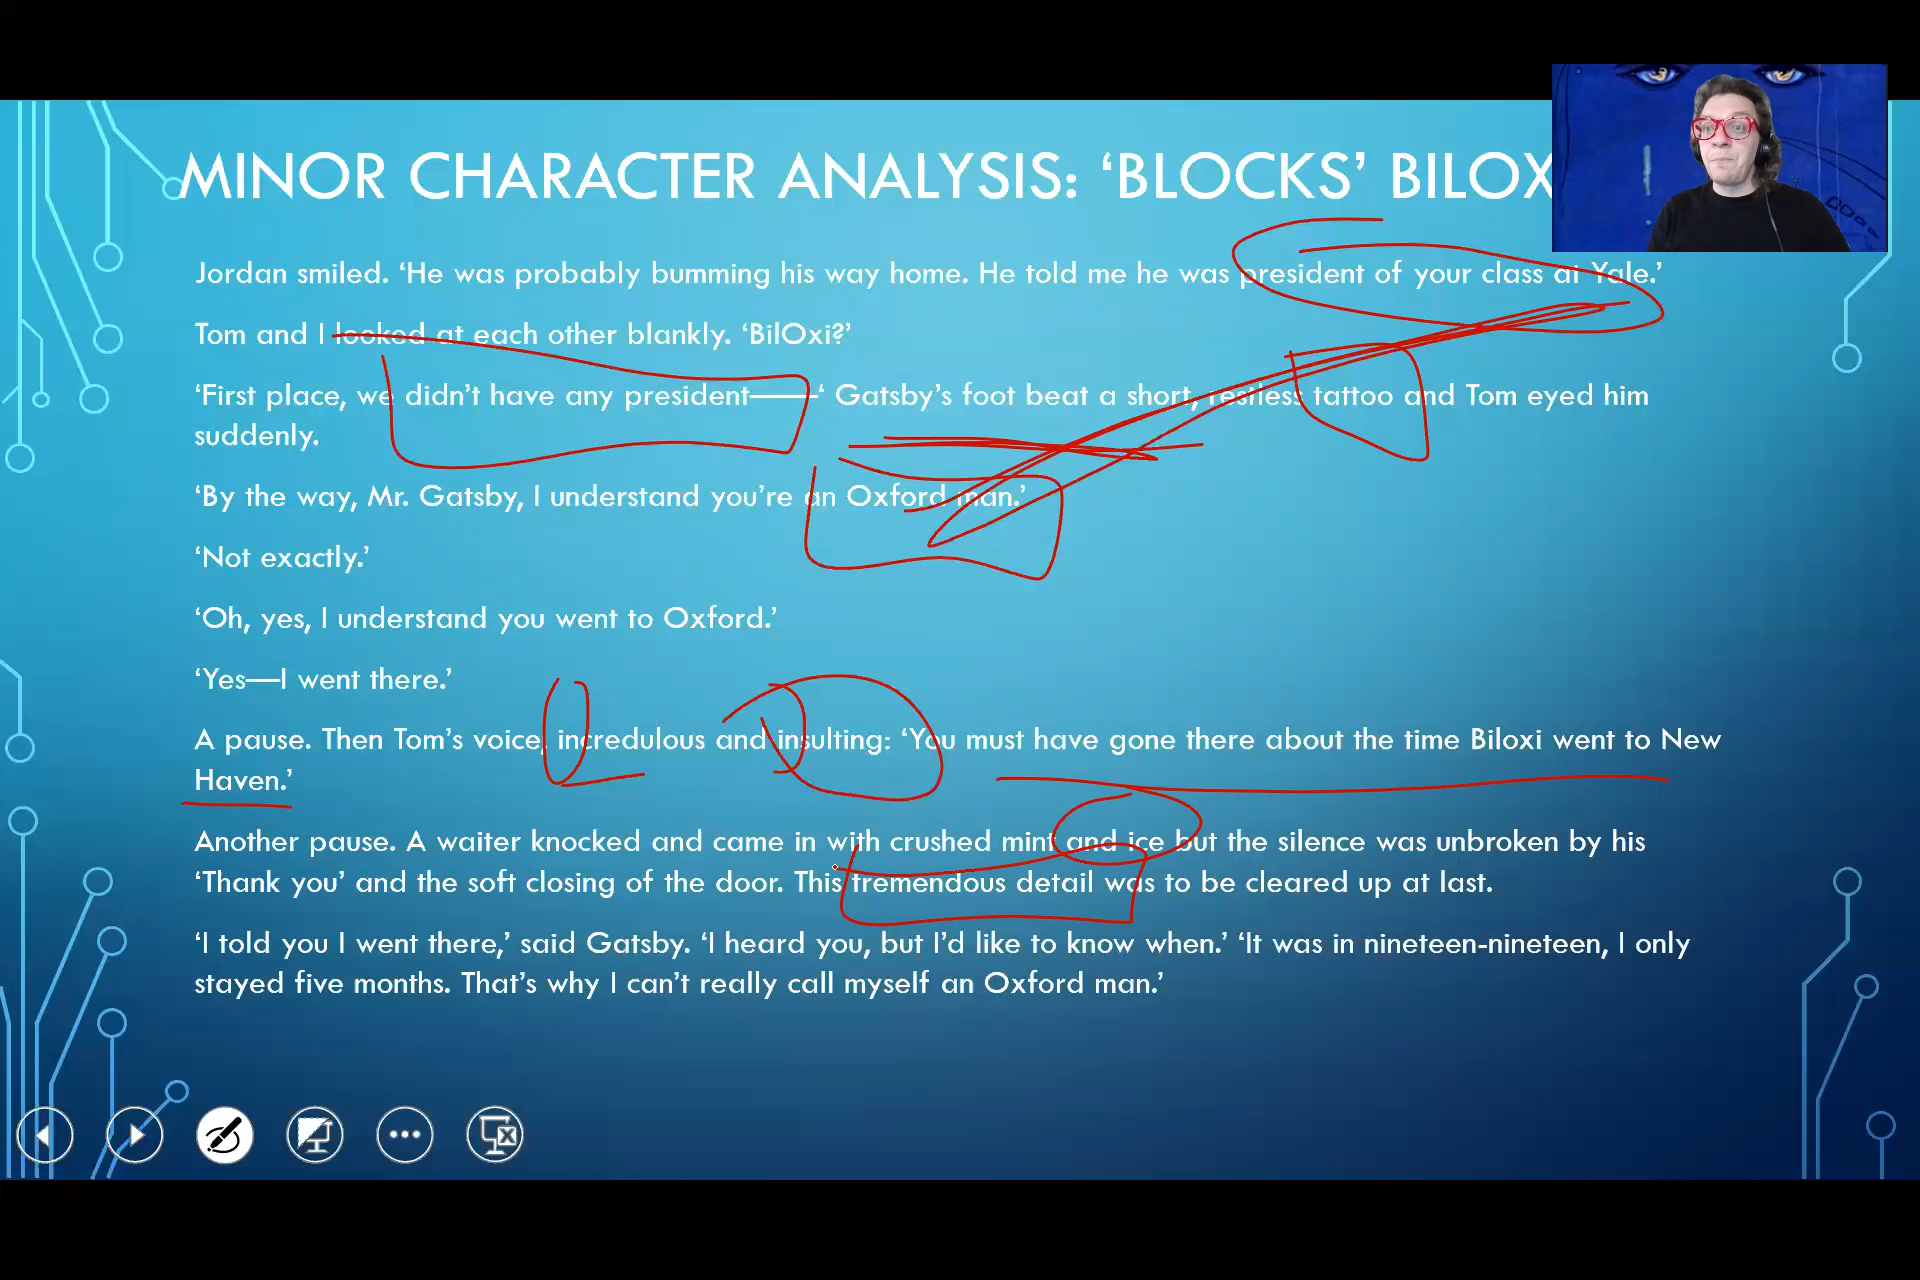 MINOR CHARACTER ANALYSIS: ‘BLOCKS’ BILOX
Jordan smiled. ‘He was probably bumming his way home. He told me he was president of your class at Yale.’
Tom and I looked at each other blankly. ‘BilOxi?’
‘First place, we didn’t have any president——‘ Gatsby’s foot beat a short, restless tattoo and Tom eyed him
suddenly.
‘By the way, Mr. Gatsby, I understand you’re an Oxford man.’
‘Not exactly.’
‘Oh, yes, I understand you went to Oxford.’
‘Yes—I went there.’
A pause. Then Tom’s voice, incredulous and insulting: ‘You must have gone there about the time Biloxi went to New
Haven.’
Another pause. A waiter knocked and came in with crushed mint and ice but the silence was unbroken by his
‘Thank you’ and the soft closing of the door. This tremendous detail was to be cleared up at last.
‘I told you I went there,’ said Gatsby. ‘I heard you, but I’d like to know when.’ ‘It was in nineteen-nineteen, I only
stayed five months. That’s why I can’t really call myself an Oxford man.’